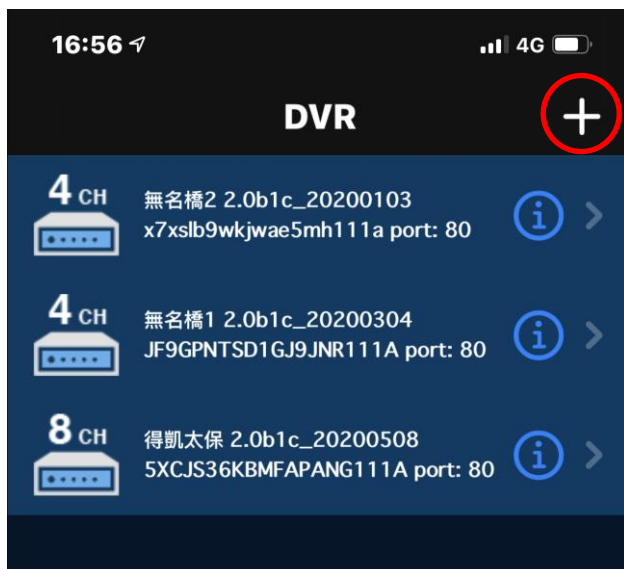 16:56
4G
DVR
4 CH
無名橋2 2.0b1c_20200103
x7xslb9wkjwae5mh111a port: 80
4 CH
無名橋1 2.0b1c_20200304
JF9GPNTSD1GJ9JNR111A port: 80
8 CH
得凱太保 2.0b1c_20200508
5XCJS36KBMFAPANG111A port: 80